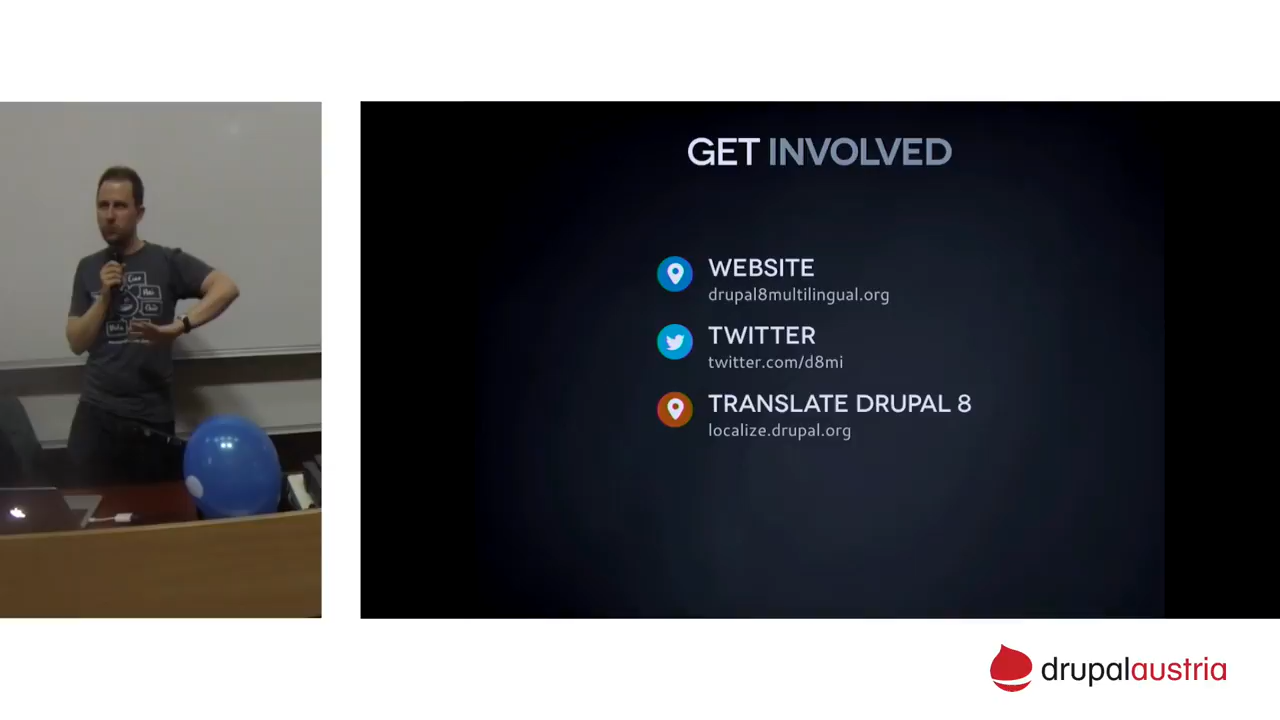 GET INVOLVED
WEBSITE
drupal8multilingual.org
TWITTER
twitter.com/d8mi
TRANSLATE DRUPAL 8
localize.drupal.org
drupalaustria